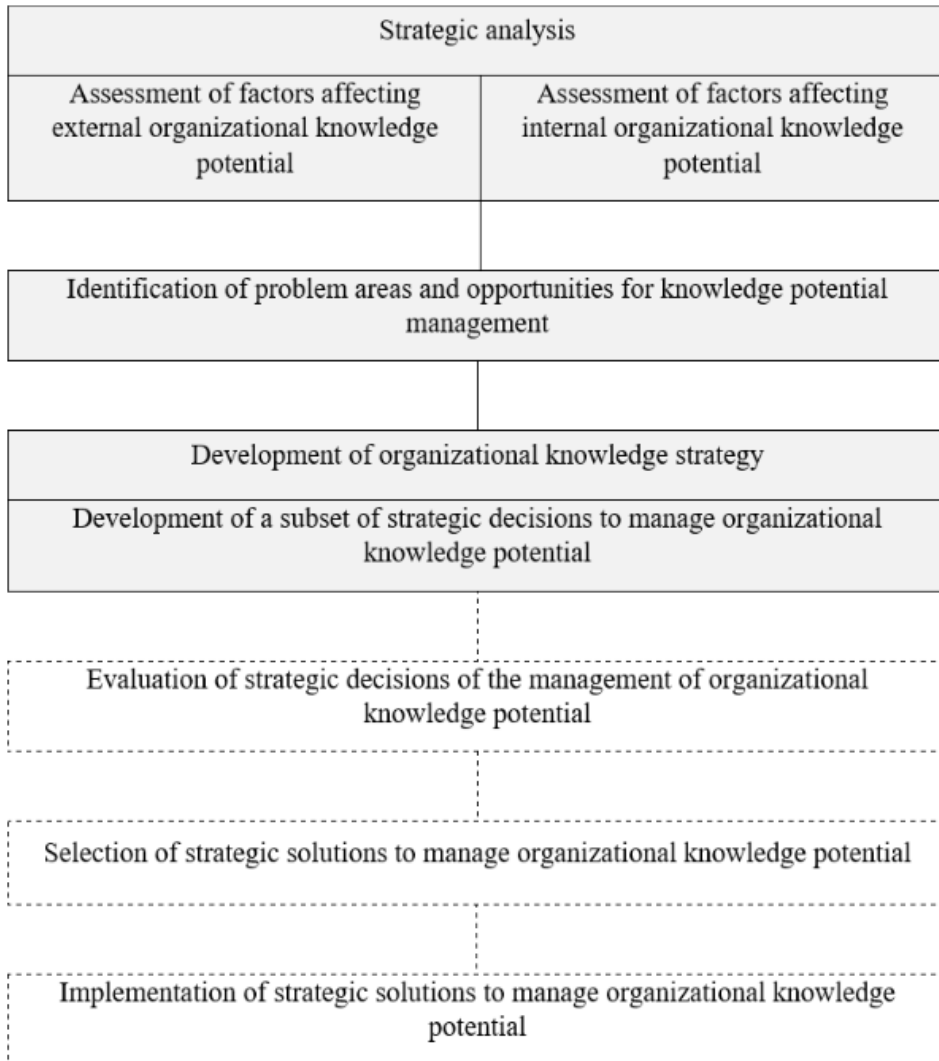 Strategic analysis
Assessment of factors affecting
external organizational knowledge
potential
Assessment of factors affecting
internal organizational knowledge
potential
Identification of problem areas and opportunities for knowledge potential
management
Development of organizational knowledge strategy
Development of a subset of strategic decisions to manage organizational
knowledge potential
Evaluation of strategic decisions of the management of organizational
knowledge potential
Selection of strategic solutions to manage organizational knowledge potential
Implementation of strategic solutions to manage organizational knowledge
potential